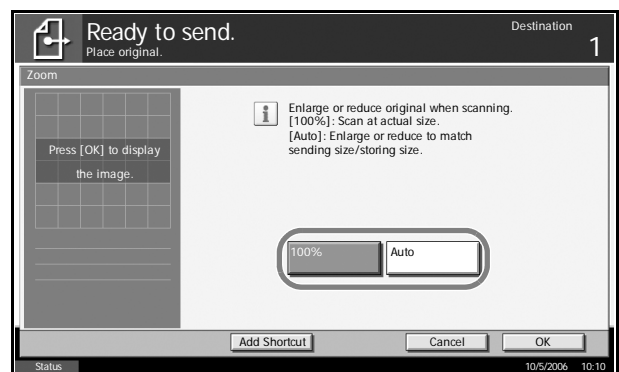 Ready to send.
Place original.
Destination
1
Zoom
Press [OK] to display
the image.
i
Enlarge or reduce original when scanning.
[100%]: Scan at actual size.
[Auto]: Enlarge or reduce to match
sending size/storing size.
100%
Auto
Add Shortcut
Cancel
OK
Status
10/5/2006 10:10